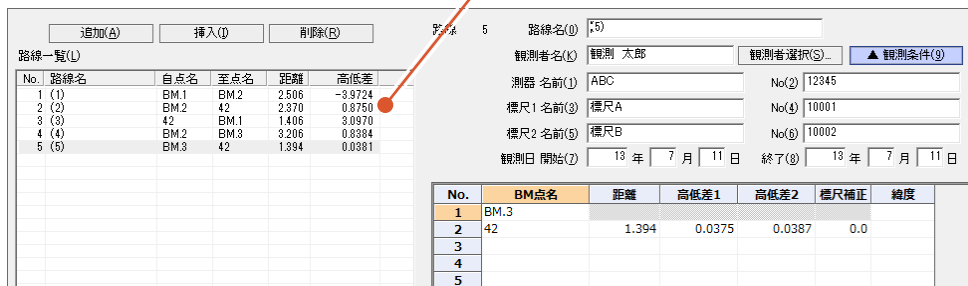 追加(A) 挿入(I) 削除(R)
路線一覧(L)
No. 路線名 自点名 至点名 距離 高低差
1 (1) BM.1 BM.2 2.506 -3.9724
2 (2) BM.2 42 2.370 0.8750
3 (3) 42 BM.1 1.406 3.0970
4 (4) BM.2 BM.3 3.206 0.8384
5 (5) BM.3 42 1.394 0.0381
路線 5 路線名(0) (5)
観測者名(K) 観測 太郎 観測者選択(S)... ▲ 観測条件(9)
測器 名前(1) ABC No(2) 12345
標尺1 名前(3) 標尺A No(4) 10001
標尺2 名前(5) 標尺B No(6) 10002
観測日 開始(7) 13 年 7 月 11 日 終了(8) 13 年 7 月 11 日
No. BM点名 距離 高低差1 高低差2 標尺補正 緯度
1 BM.3
2 42 1.394 0.0375 0.0387 0.0
3
4
5